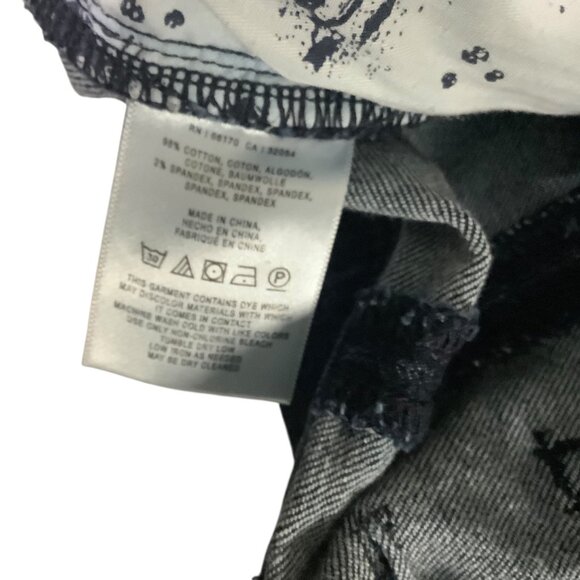 RN | 66170 CA | 32054
98% COTTON, COTON, ALGODÓN,
COTONE, BAUMWOLLE
2% SPANDEX, SPANDEX, SPANDEX,
SPANDEX, SPANDEX
MADE IN CHINA,
HECHO EN CHINA
FABRIQUÉ EN CHINE
30 P
THIS GARMENT CONTAINS DYE WHICH
MAY DISCOLOR MATERIALS WITH WHICH
IT COMES IN CONTACT
MACHINE WASH COLD WITH LIKE COLORS
USE ONLY NON-CHLORINE BLEACH
TUMBLE DRY LOW
LOW IRON AS NEEDED
MAY BE DRY CLEANED